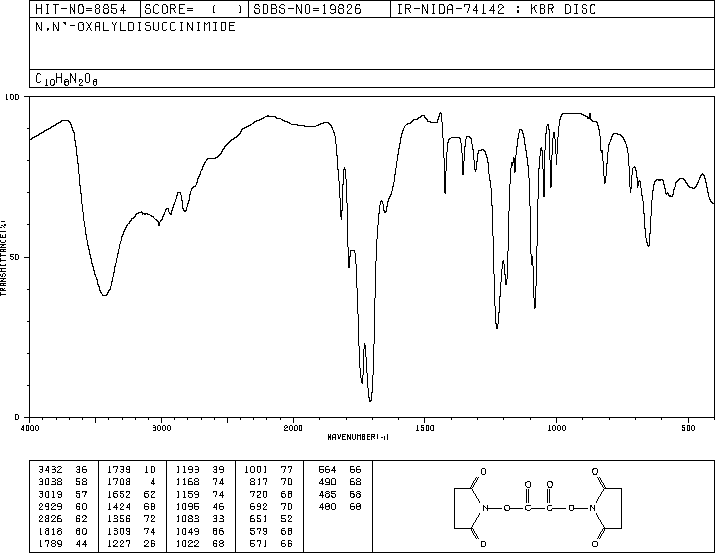 HIT-NO=8854 SCORE= ( ) SDBS-NO=19826 IR-NIDA-74142 : KBR DISC
N,N'-OXALYLDISUCCINIMIDE
C10H8N2O8
100
50
0
TRANSMITTANCE(%)
4000 3000 2000 1500 1000 500
WAVENUMBER(-1)
3432 36 1739 10 1193 39 1001 77 564 66
3038 58 1708 4 1168 74 817 70 490 68
3019 57 1652 62 1159 74 720 68 485 68
2929 60 1424 68 1096 46 692 70 480 68
2826 62 1356 72 1083 33 651 52
1818 60 1309 74 1049 66 579 68
1789 44 1227 26 1022 68 571 66
O O O O
N O C C O N
O O